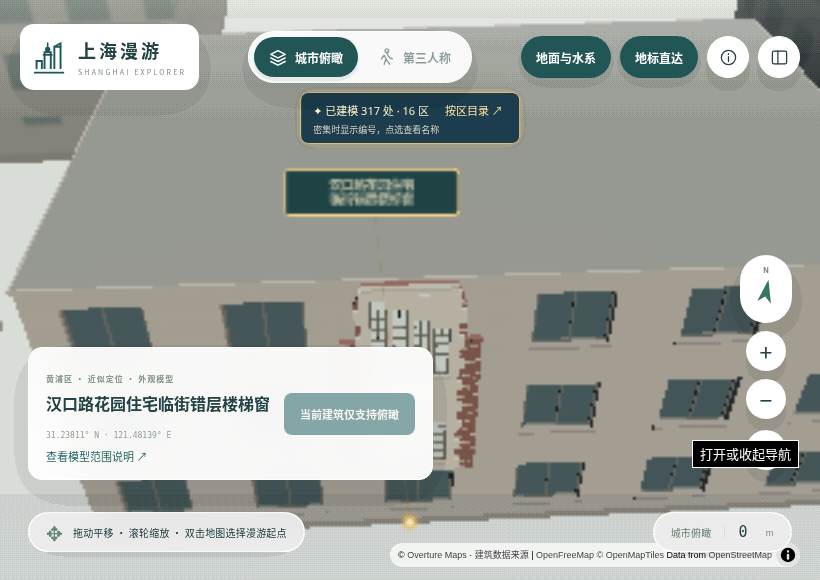 上海漫游
SHANGHAI EXPLORER
城市俯瞰
第三人称
地面与水系
地标直达
✦ 已建模 317 处 · 16 区 按区目录 ↗
密集时显示编号，点选查看名称
N
+
−
黄浦区 · 近似定位 · 外观模型
汉口路花园住宅临街错层楼梯窗
当前建筑仅支持俯瞰
31.23811° N · 121.48139° E
查看模型范围说明 ↗
打开或收起导航
拖动平移 · 滚轮缩放 · 双击地图选择漫游起点
城市俯瞰 0 m
© Overture Maps · 建筑数据来源 | OpenFreeMap © OpenMapTiles Data from OpenStreetMap